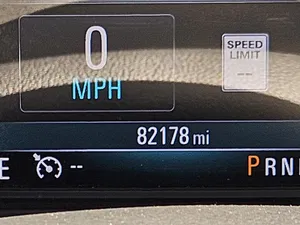 0
MPH
SPEED
LIMIT
--
82178 mi
E --
PRN